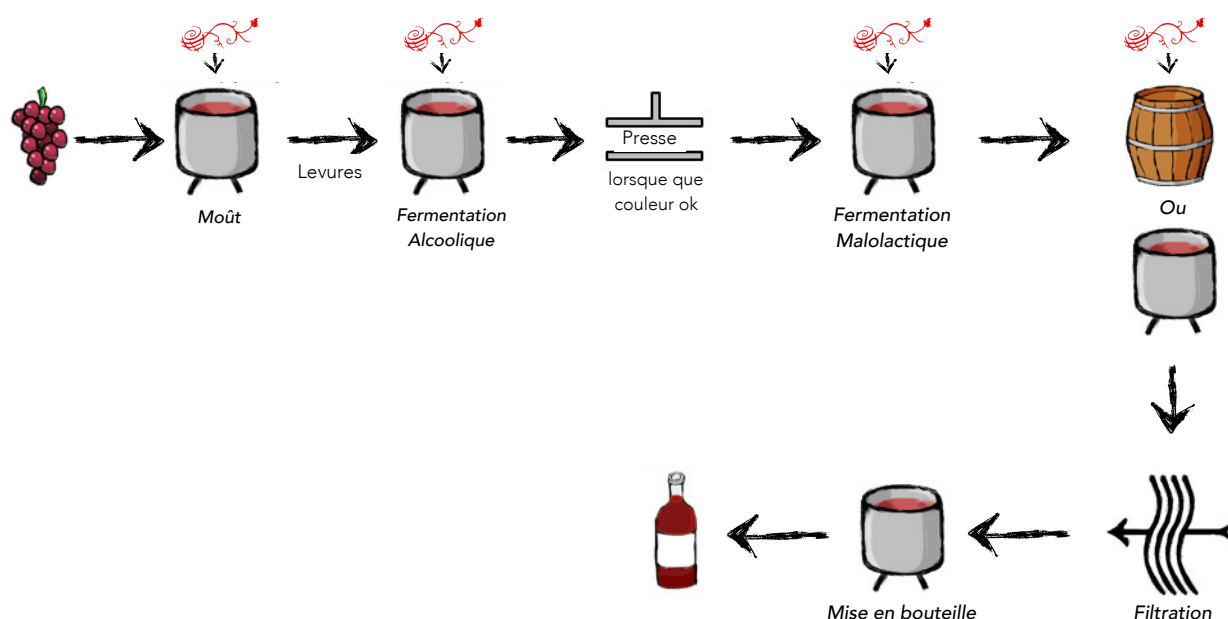 Moût
Levures
Fermentation
Alcoolique
Presse
lorsque que
couleur ok
Fermentation
Malolactique
Ou
Mise en bouteille
Filtration